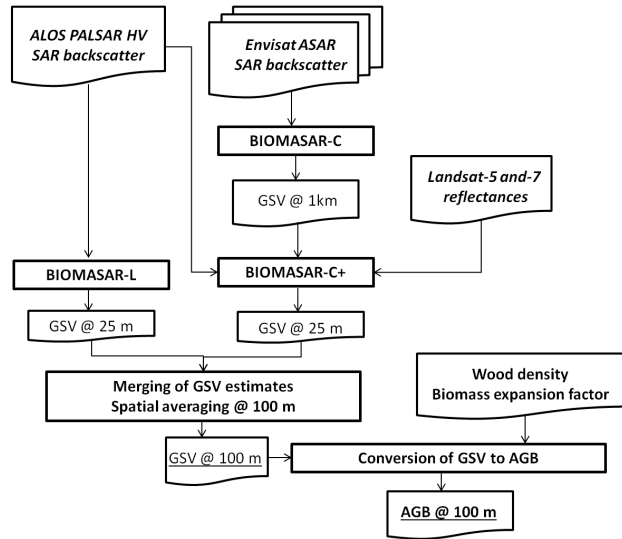 ALOS PALSAR HV
SAR backscatter
Envisat ASAR
SAR backscatter
BIOMASAR-C
GSV @ 1km
Landsat-5 and-7
reflectances
BIOMASAR-L
BIOMASAR-C+
GSV @ 25 m
GSV @ 25 m
Merging of GSV estimates
Spatial averaging @ 100 m
Wood density
Biomass expansion factor
GSV @ 100 m
Conversion of GSV to AGB
AGB @ 100 m